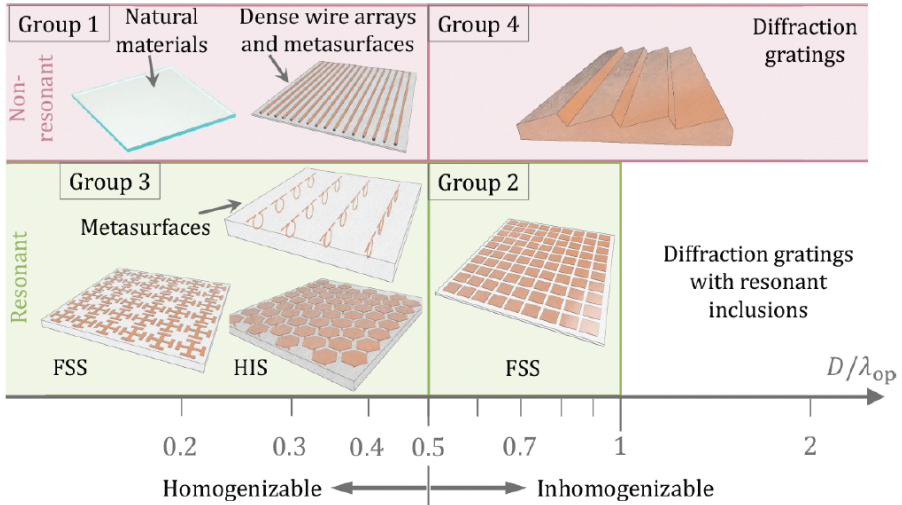 Group 1
Natural
materials
Dense wire arrays
and metasurfaces
Group 4
Diffraction
gratings
Non-
resonant
Group 3
Metasurfaces
Group 2
Diffraction gratings
with resonant
inclusions
Resonant
FSS
HIS
FSS
D/λop
0.2
0.3
0.4
0.5
0.7
1
2
Homogenizable
Inhomogenizable